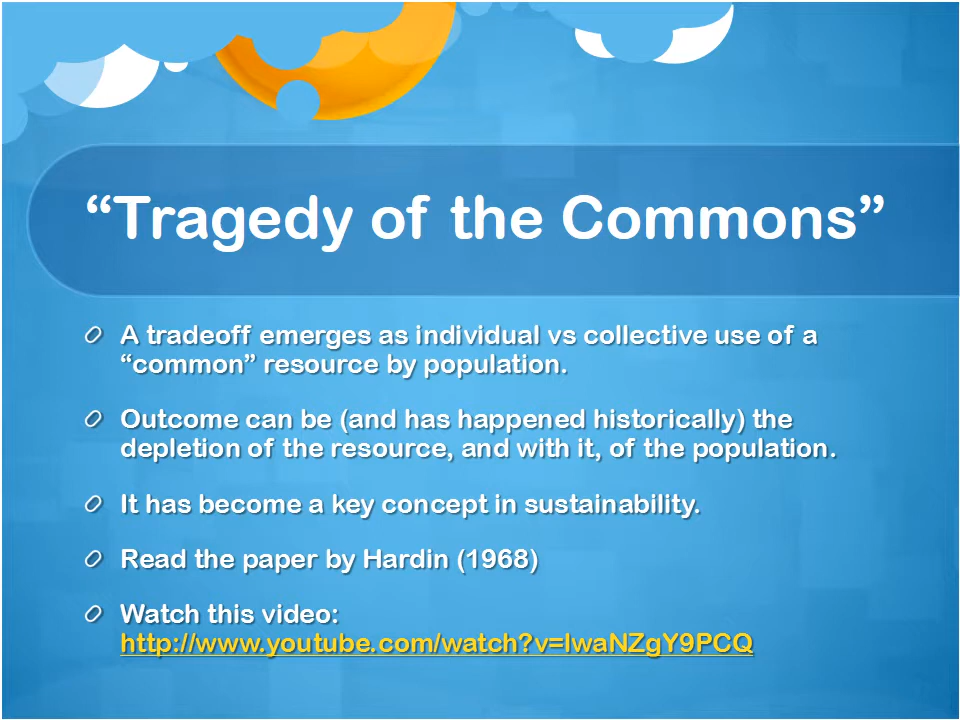 “Tragedy of the Commons”
A tradeoff emerges as individual vs collective use of a
“common” resource by population.
Outcome can be (and has happened historically) the
depletion of the resource, and with it, of the population.
It has become a key concept in sustainability.
Read the paper by Hardin (1968)
Watch this video:
http://www.youtube.com/watch?v=IwaNZgY9PCQ